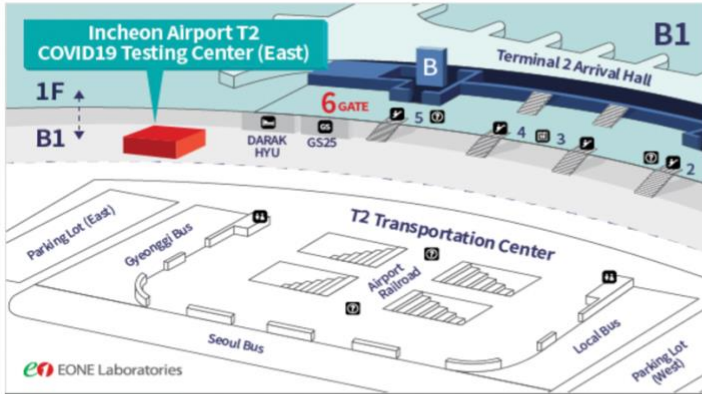 Incheon Airport T2
COVID19 Testing Center (East)
B1
Terminal 2 Arrival Hall
B
1F
B1
6 GATE
5
4
3
2
DARAK
HYU
GS
GS25
T2 Transportation Center
Parking Lot (East)
Gyeonggi Bus
Airport
Railroad
Seoul Bus
Local Bus
Parking Lot
(West)
e1 EONE Laboratories